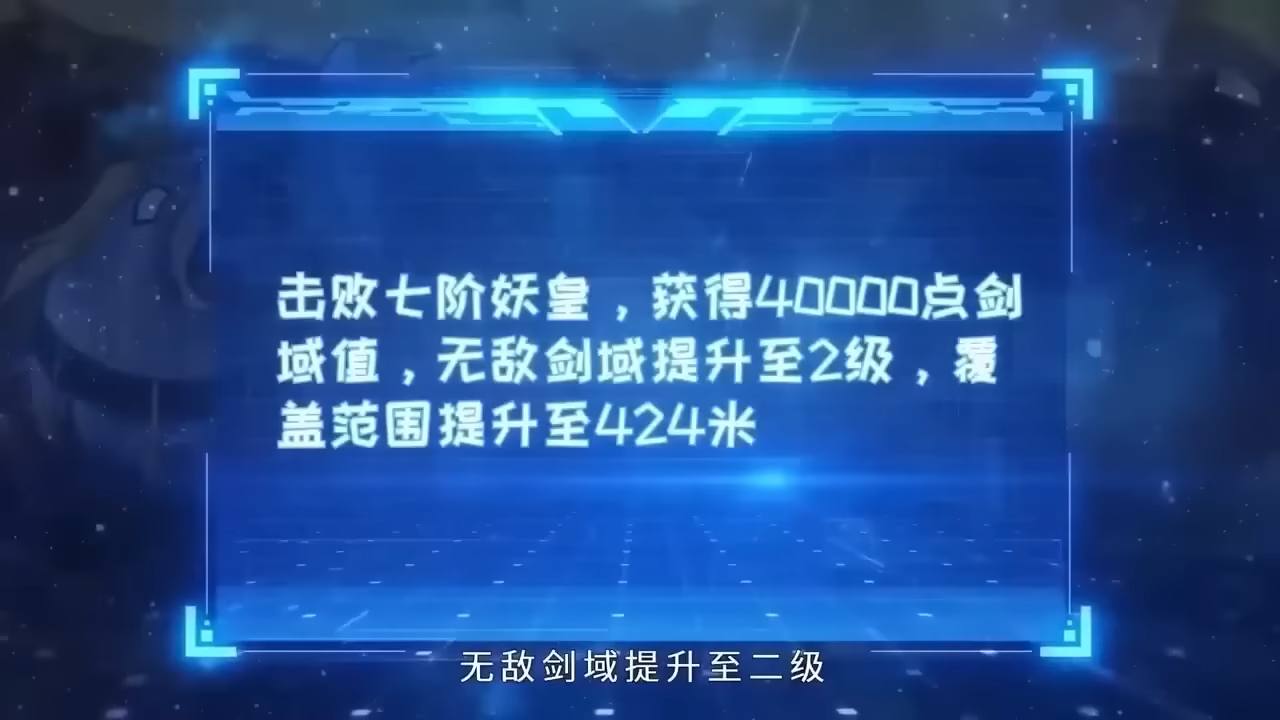 击败七阶妖皇，获得40000点剑
域值，无敌剑域提升至2级，覆
盖范围提升至424米
无敌剑域提升至二级